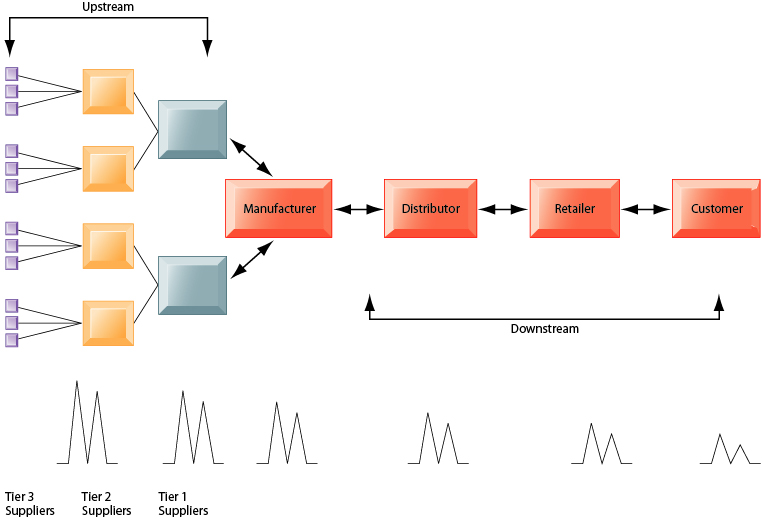 Upstream
Manufacturer
Distributor
Retailer
Customer
Downstream
Tier 3
Suppliers
Tier 2
Suppliers
Tier 1
Suppliers